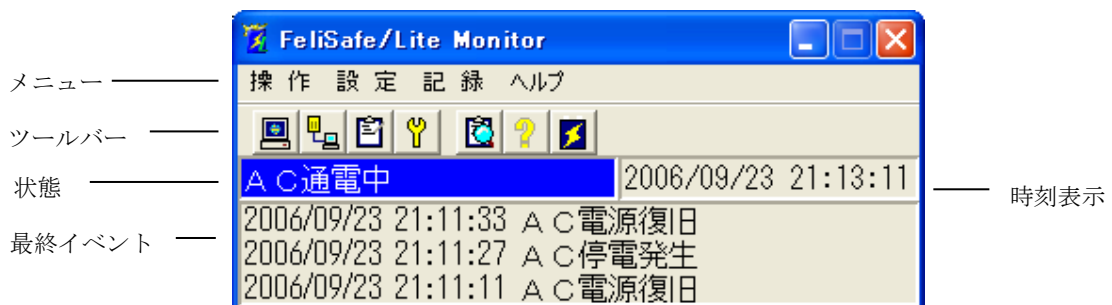 FeliSafe/Lite Monitor
メニュー
操作 設定 記録 ヘルプ
ツールバー
状態
ＡＣ通電中 2006/09/23 21:13:11
時刻表示
最終イベント
2006/09/23 21:11:33 ＡＣ電源復旧
2006/09/23 21:11:27 ＡＣ停電発生
2006/09/23 21:11:11 ＡＣ電源復旧